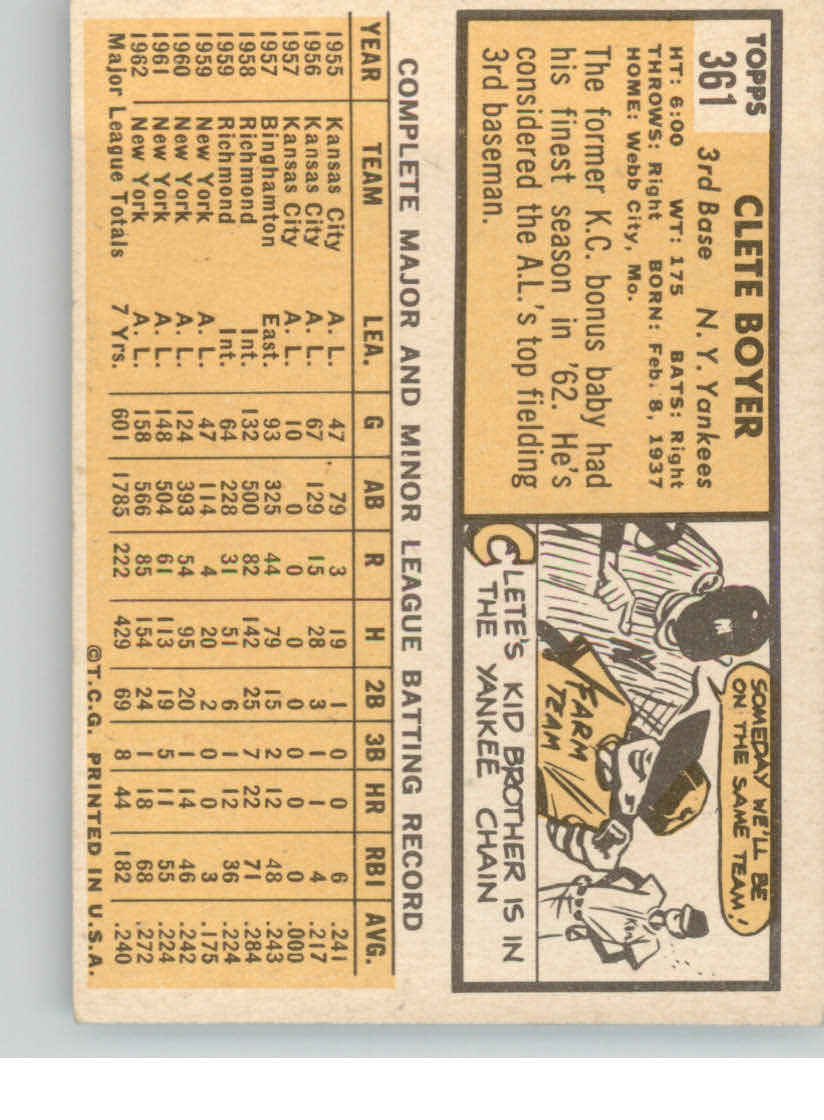 TOPPS
361
CLETE BOYER
3rd Base N. Y. Yankees
HT: 6:00 WT: 175 BATS: Right
THROWS: Right BORN: Feb. 8, 1937
HOME: Webb City, Mo.
The former K.C. bonus baby had
his finest season in '62. He's
considered the A.L.'s top fielding
3rd baseman.
SOMEDAY WE'LL BE
ON THE SAME TEAM!
FARM
TEAM
CLETE'S KID BROTHER IS IN
THE YANKEE CHAIN
COMPLETE MAJOR AND MINOR LEAGUE BATTING RECORD
YEAR TEAM LEA. G AB R H 2B 3B HR RBI AVG.
1955 Kansas City A. L. 47 79 3 19 1 0 0 6 .241
1956 Kansas City A. L. 67 129 15 28 3 1 1 4 .217
1957 Kansas City A. L. 10 0 0 0 0 0 0 0 .000
1957 Binghamton East. 93 325 44 79 15 2 12 48 .243
1958 Richmond Int. 132 500 82 142 25 7 22 71 .284
1959 Richmond Int. 64 228 31 51 6 1 12 36 .224
1959 New York A. L. 47 114 4 20 2 0 0 3 .175
1960 New York A. L. 124 393 54 95 20 1 14 46 .242
1961 New York A. L. 148 504 61 113 19 5 11 55 .224
1962 New York A. L. 158 566 85 154 24 1 18 68 .272
Major League Totals 7 Yrs. 601 1785 222 429 69 8 44 182 .240
©T.C.G. PRINTED IN U.S.A.